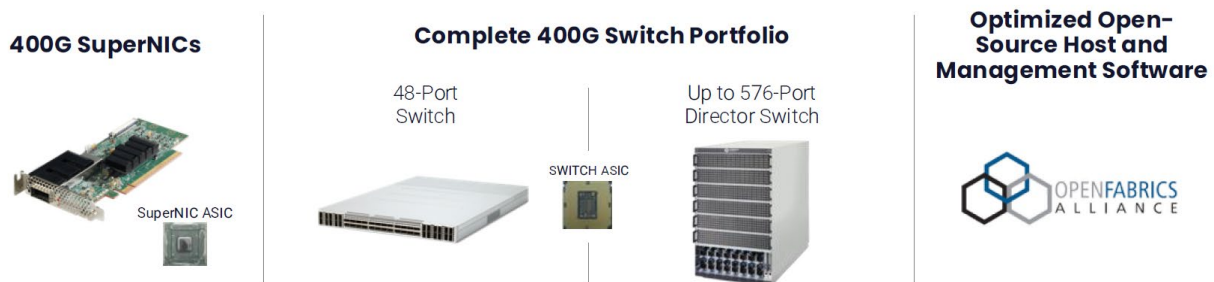 400G SuperNICs
SuperNIC ASIC
Complete 400G Switch Portfolio
48-Port
Switch
SWITCH ASIC
Up to 576-Port
Director Switch
Optimized Open-
Source Host and
Management Software
OPENFABRICS
ALLIANCE